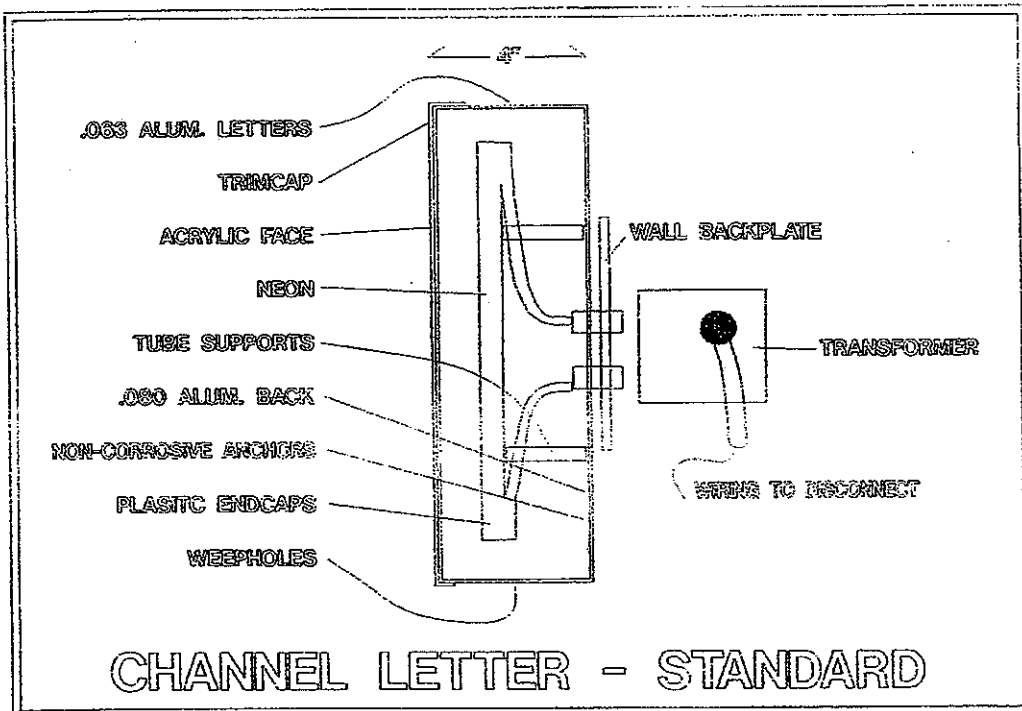 4"
.063 ALUM. LETTERS
TRIMCAP
ACRYLIC FACE
NEON
TUBE SUPPORTS
.080 ALUM. BACK
NON-CORROSIVE ANCHORS
PLASITC ENDCAPS
WEEPHOLES
WALL BACKPLATE
TRANSFORMER
WIRING TO DISCONNECT
CHANNEL LETTER - STANDARD